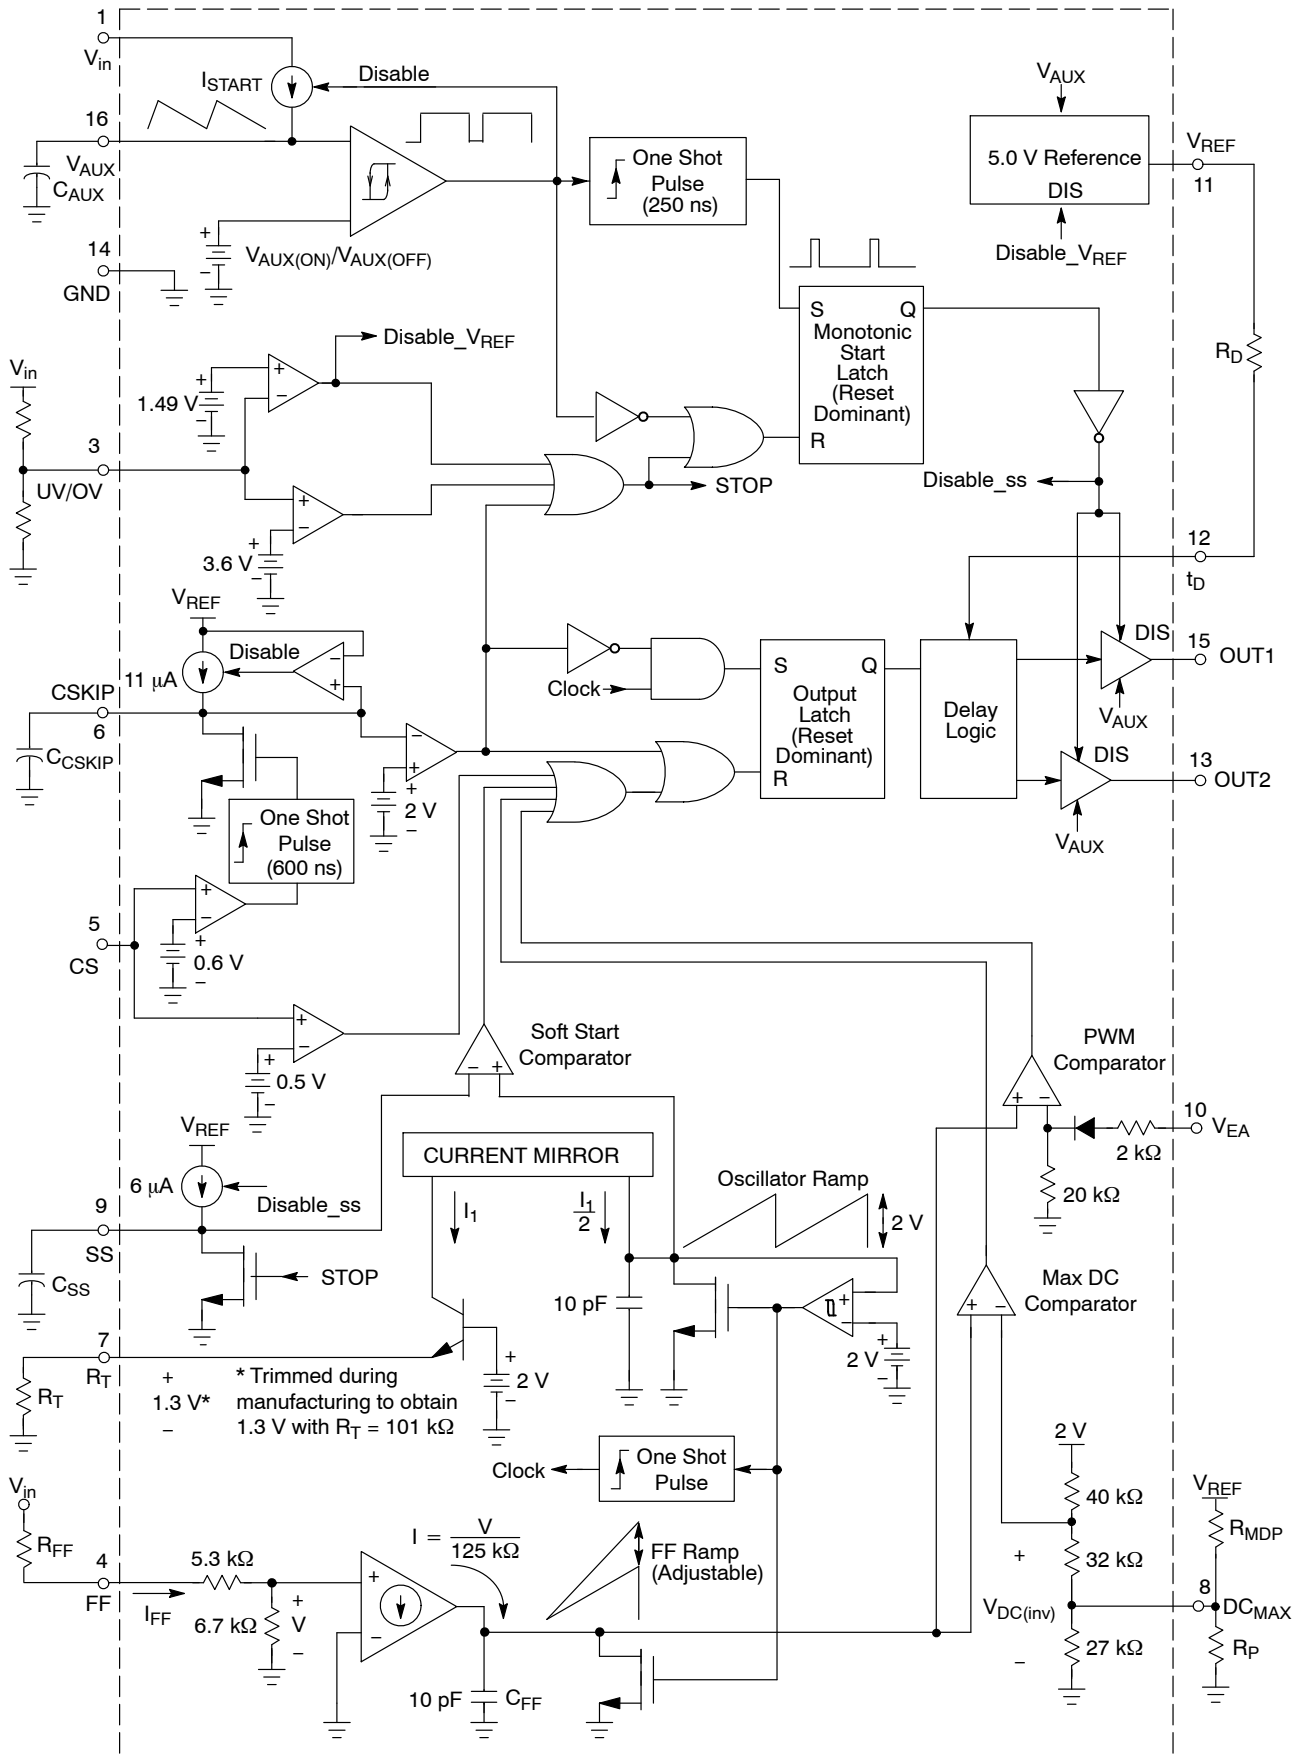 1
Vin
ISTART
Disable
16
VAUX
CAUX
One Shot
Pulse
(250 ns)
VAUX
5.0 V Reference
DIS
VREF
11
Disable_VREF
+
−
VAUX(ON)/VAUX(OFF)
14
GND
S
Q
Monotonic
Start
Latch
(Reset
Dominant)
R
RD
Disable_VREF
Vin
+
−
1.49 V
+
−
3
UV/OV
+
−
3.6 V
+
−
STOP
Disable_ss
12
tD
VREF
Disable
11 μA
−
+
CSKIP
6
CCSKIP
Clock
S
Q
Output
Latch
(Reset
Dominant)
R
Delay
Logic
DIS
15
OUT1
VAUX
DIS
13
OUT2
VAUX
−
+
+
2 V
−
One Shot
Pulse
(600 ns)
5
CS
+
−
+
0.6 V
−
+
−
+
0.5 V
−
Soft Start
Comparator
−
+
PWM
Comparator
+
−
10
VEA
2 kΩ
20 kΩ
VREF
6 μA
Disable_ss
9
SS
CSS
STOP
CURRENT MIRROR
I1
I1
2
Oscillator Ramp
2 V
10 pF
+
−
+
2 V
−
Max DC
Comparator
+
−
7
RT
RT
+
1.3 V*
−
* Trimmed during
manufacturing to obtain
1.3 V with RT = 101 kΩ
+
2 V
−
Clock
One Shot
Pulse
2 V
40 kΩ
32 kΩ
+
VDC(inv)
−
27 kΩ
VREF
RMDP
8
DCMAX
RP
Vin
RFF
4
FF
IFF
5.3 kΩ
6.7 kΩ
+
V
−
+
−
I = V
125 kΩ
FF Ramp
(Adjustable)
10 pF
CFF